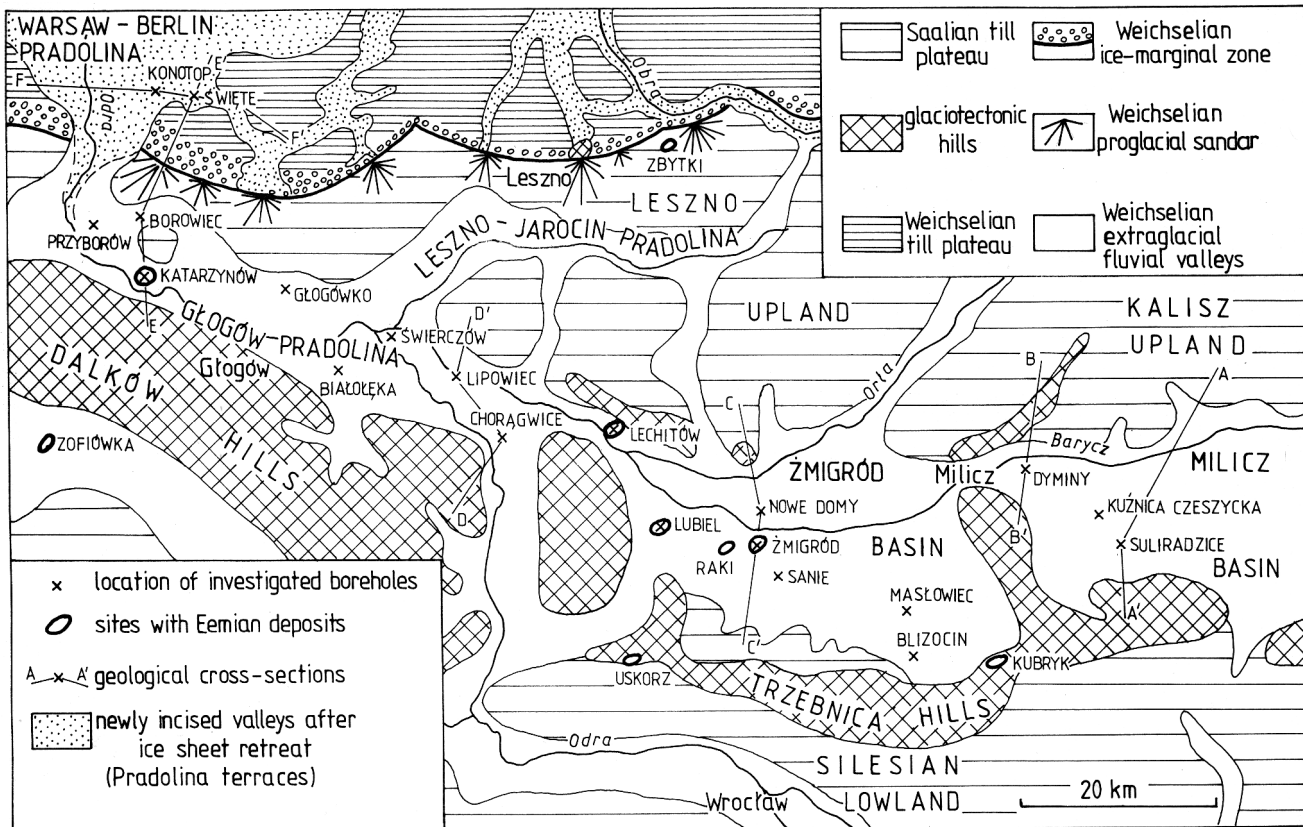 WARSAW-BERLIN
PRADOLINA
KONOTOP
E'
F
ŚWIĘTE
F'
Odra
Obra
ZBYTKI
Leszno
LESZNO
LESZNO-JAROCIN PRADOLINA
BOROWIEC
PRZYBORÓW
KATARZYNÓW
GŁOGÓWKO
E
GŁOGÓW-PRADOLINA
Głogów
BIAŁOŁĘKA
ŚWIERCZÓW
D'
LIPOWIEC
CHORĄGWICE
UPLAND
KALISZ
UPLAND
DALKÓW
HILLS
ZOFIÓWKA
D
LECHITÓW
C
Orla
B
A
Barycz
ŻMIGRÓD
Milicz
MILICZ
DYMINY
NOWE DOMY
KUŹNICA CZESZYCKA
LUBIEL
RAKI
ŻMIGRÓD
BASIN
B'
SULIRADZICE
BASIN
SANIE
MASŁOWIEC
BLIZOCIN
A'
C'
USKORZ
KUBRYK
TRZEBNICA HILLS
Odra
SILESIAN
LOWLAND
Wrocław
20 km
Saalian till
plateau
Weichselian
ice-marginal zone
glaciotectonic
hills
Weichselian
proglacial sandar
Weichselian
till plateau
Weichselian
extraglacial
fluvial valleys
× location of investigated boreholes
sites with Eemian deposits
A × A' geological cross-sections
newly incised valleys after
ice sheet retreat
(Pradolina terraces)